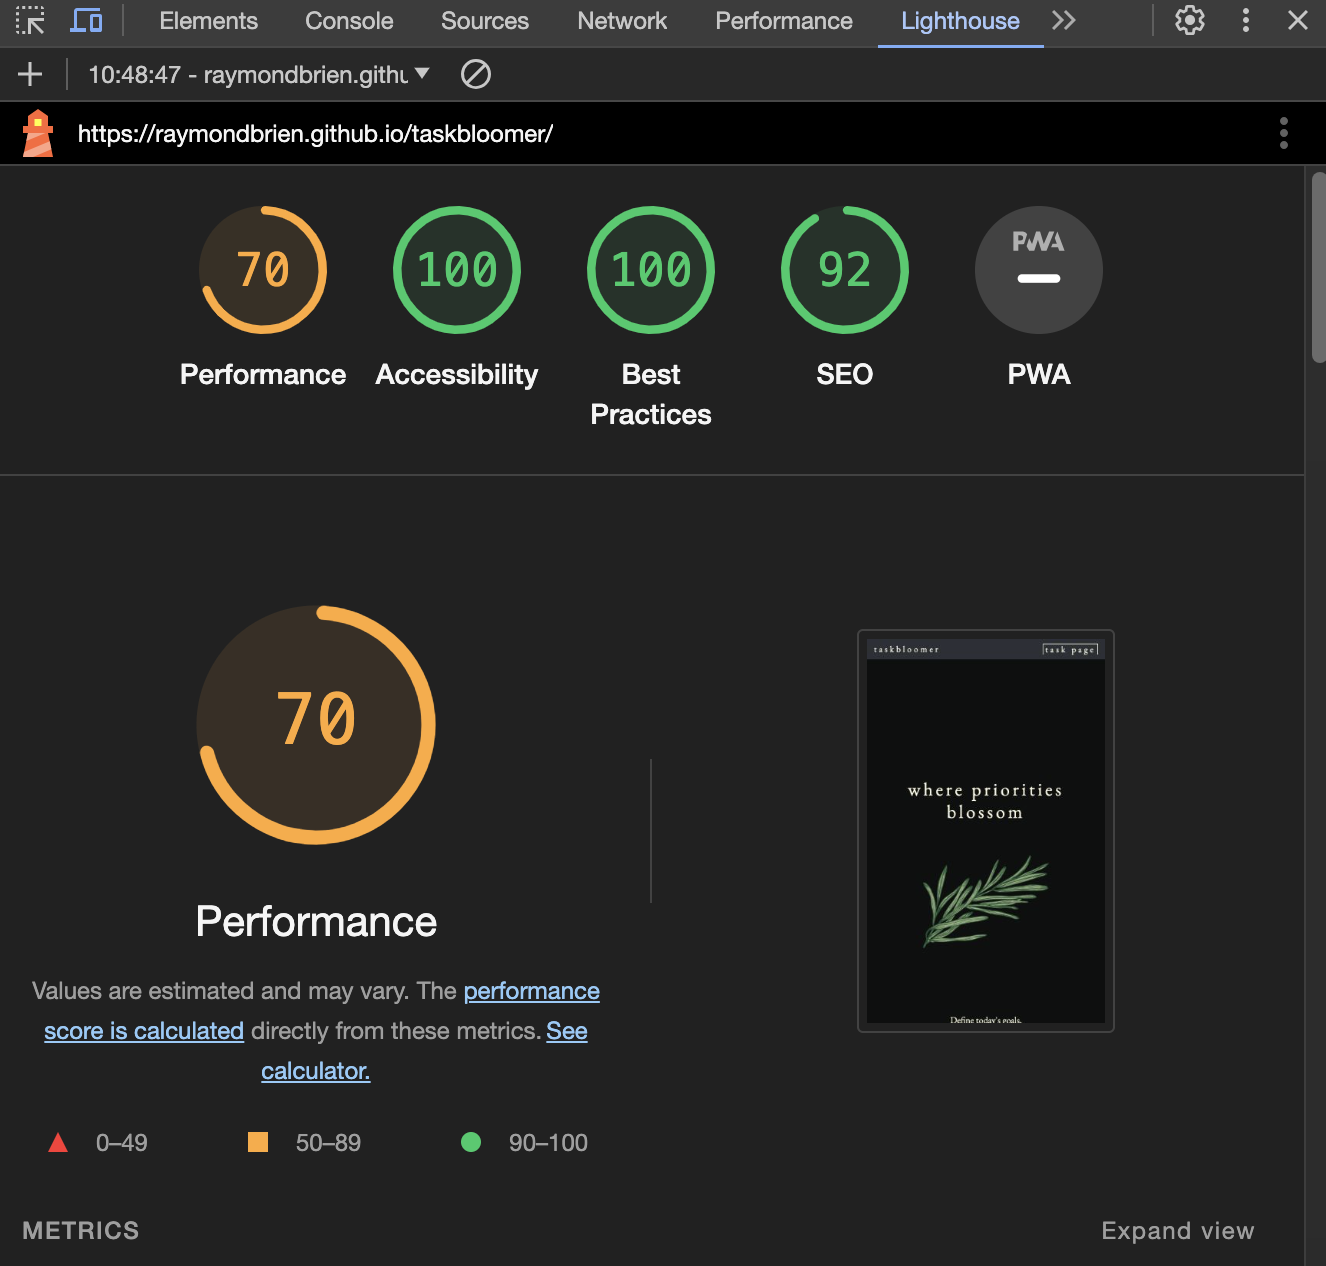 Elements Console Sources Network Performance Lighthouse
10:48:47 - raymondbrien.githu
https://raymondbrien.github.io/taskbloomer/
70 100 100 92 PWA
Performance Accessibility Best Practices SEO PWA
70
Performance
Values are estimated and may vary. The performance
score is calculated directly from these metrics. See
calculator.
0–49 50–89 90–100
taskbloomer task page
where priorities
blossom
Define today's goals.
METRICS Expand view